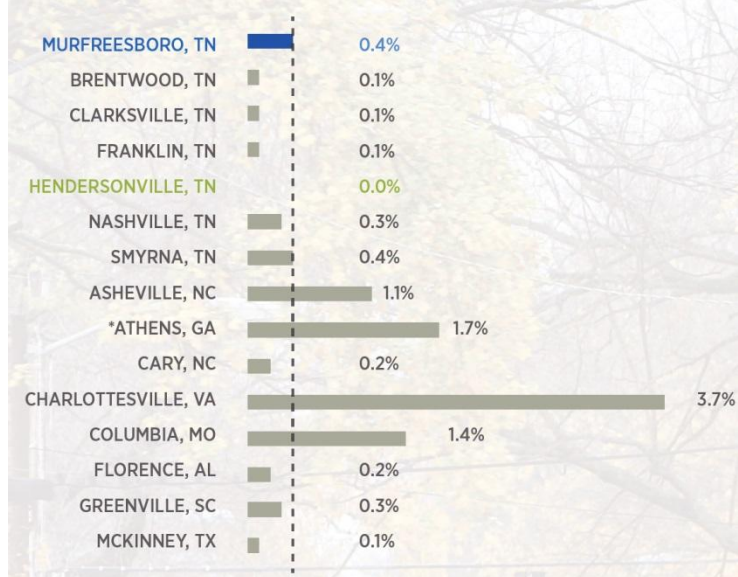 MURFREESBORO, TN 0.4%
BRENTWOOD, TN 0.1%
CLARKSVILLE, TN 0.1%
FRANKLIN, TN 0.1%
HENDERSONVILLE, TN 0.0%
NASHVILLE, TN 0.3%
SMYRNA, TN 0.4%
ASHEVILLE, NC 1.1%
*ATHENS, GA 1.7%
CARY, NC 0.2%
CHARLOTTESVILLE, VA 3.7%
COLUMBIA, MO 1.4%
FLORENCE, AL 0.2%
GREENVILLE, SC 0.3%
MCKINNEY, TX 0.1%